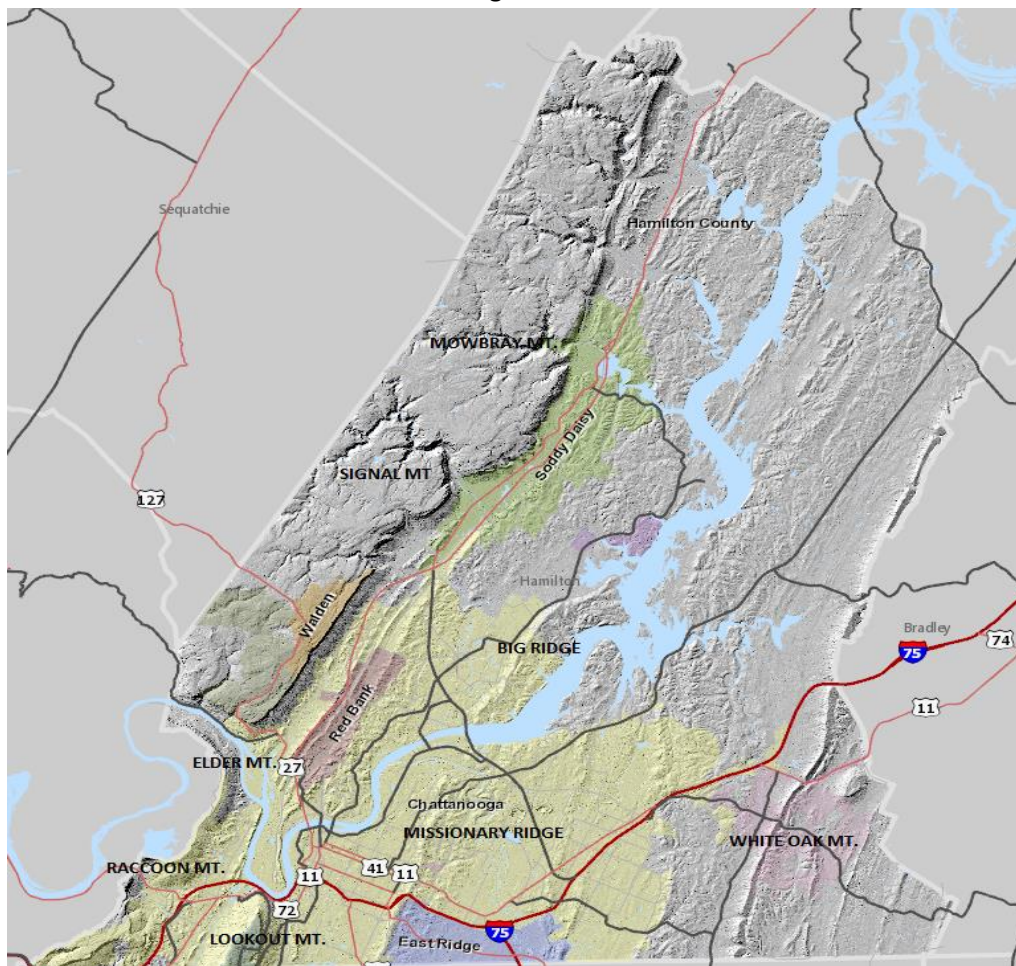 Sequatchie
Hamilton County
MOWBRAY MT.
Soddy Daisy
SIGNAL MT
127
Hamilton
Walden
BIG RIDGE
Bradley
74
75
11
Red Bank
ELDER MT.
27
Chattanooga
MISSIONARY RIDGE
WHITE OAK MT.
RACCOON MT.
41
11
11
72
75
LOOKOUT MT.
East Ridge